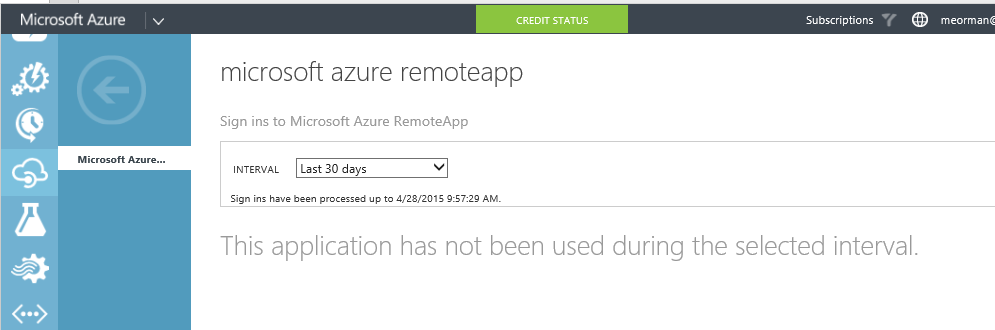 Microsoft Azure CREDIT STATUS Subscriptions meorman@
microsoft azure remoteapp
Sign ins to Microsoft Azure RemoteApp
Microsoft Azure...
INTERVAL Last 30 days
Sign ins have been processed up to 4/28/2015 9:57:29 AM.
This application has not been used during the selected interval.